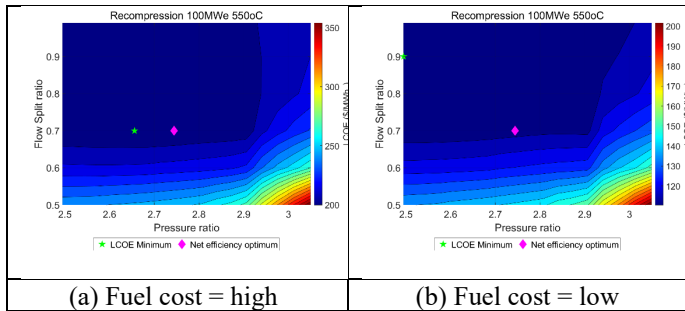 Recompression 100MWe 550oC
0.9
0.8
0.7
0.6
0.5
Flow Split ratio
2.5 2.6 2.7 2.8 2.9 3
Pressure ratio
350
300
250
200
LCOE ($/MWh
LCOE Minimum Net efficiency optimum
(a) Fuel cost = high
Recompression 100MWe 550oC
0.9
0.8
0.7
0.6
0.5
Flow Split ratio
2.5 2.6 2.7 2.8 2.9 3
Pressure ratio
200
190
180
170
160
150
140
130
120
LCOE
LCOE Minimum Net efficiency optimum
(b) Fuel cost = low